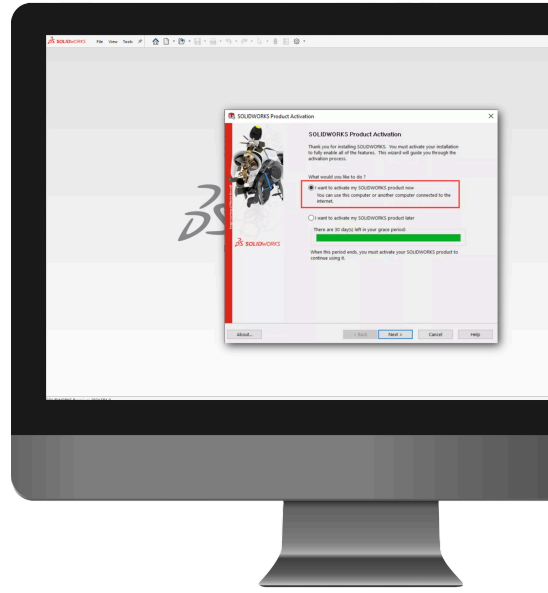 SOLIDWORKS File View Tools
SOLIDWORKS Product Activation
SOLIDWORKS Product Activation
Thank you for installing SOLIDWORKS. You must activate your installation
to fully enable all of the features. This wizard will guide you through the
activation process.
What would you like to do ?
I want to activate my SOLIDWORKS product now
You can use this computer or another computer connected to the
internet.
I want to activate my SOLIDWORKS product later
There are 30 day(s) left in your grace period:
When this period ends, you must activate your SOLIDWORKS product to
continue using it.
SOLIDWORKS
About...
< Back
Next >
Cancel
Help